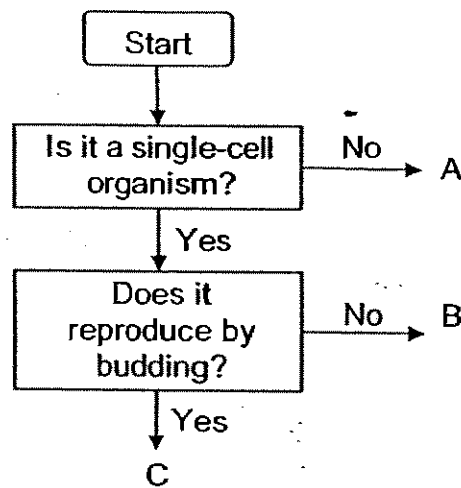 Start
Is it a single-cell
organism?
No
A
Yes
Does it
reproduce by
budding?
No
B
Yes
C